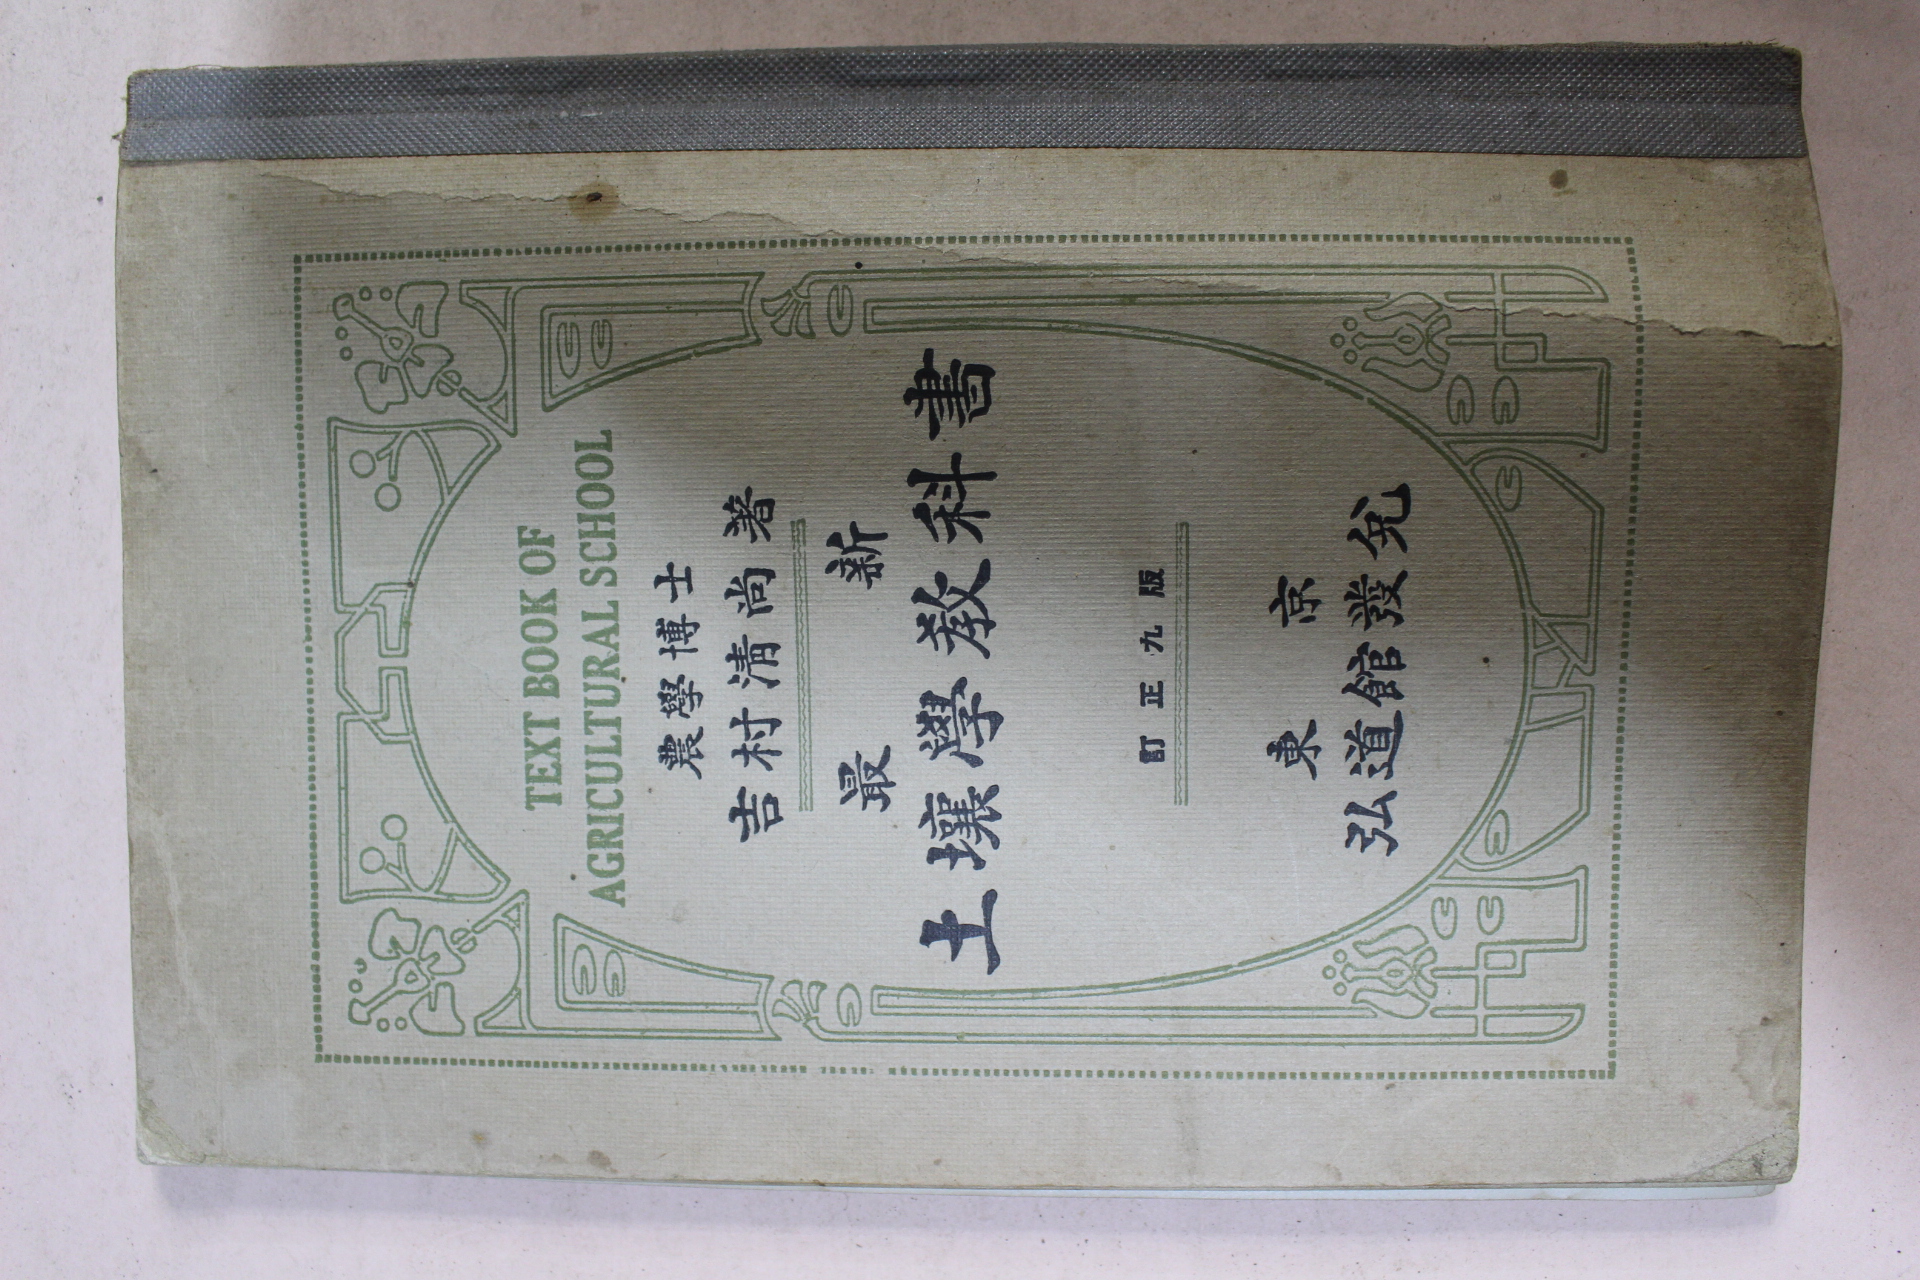 TEXT BOOK OF
AGRICULTURAL SCHOOL
農學博士
吉村清尚著
最新
土壤學教科書
訂正九版
東京
弘道館發兌